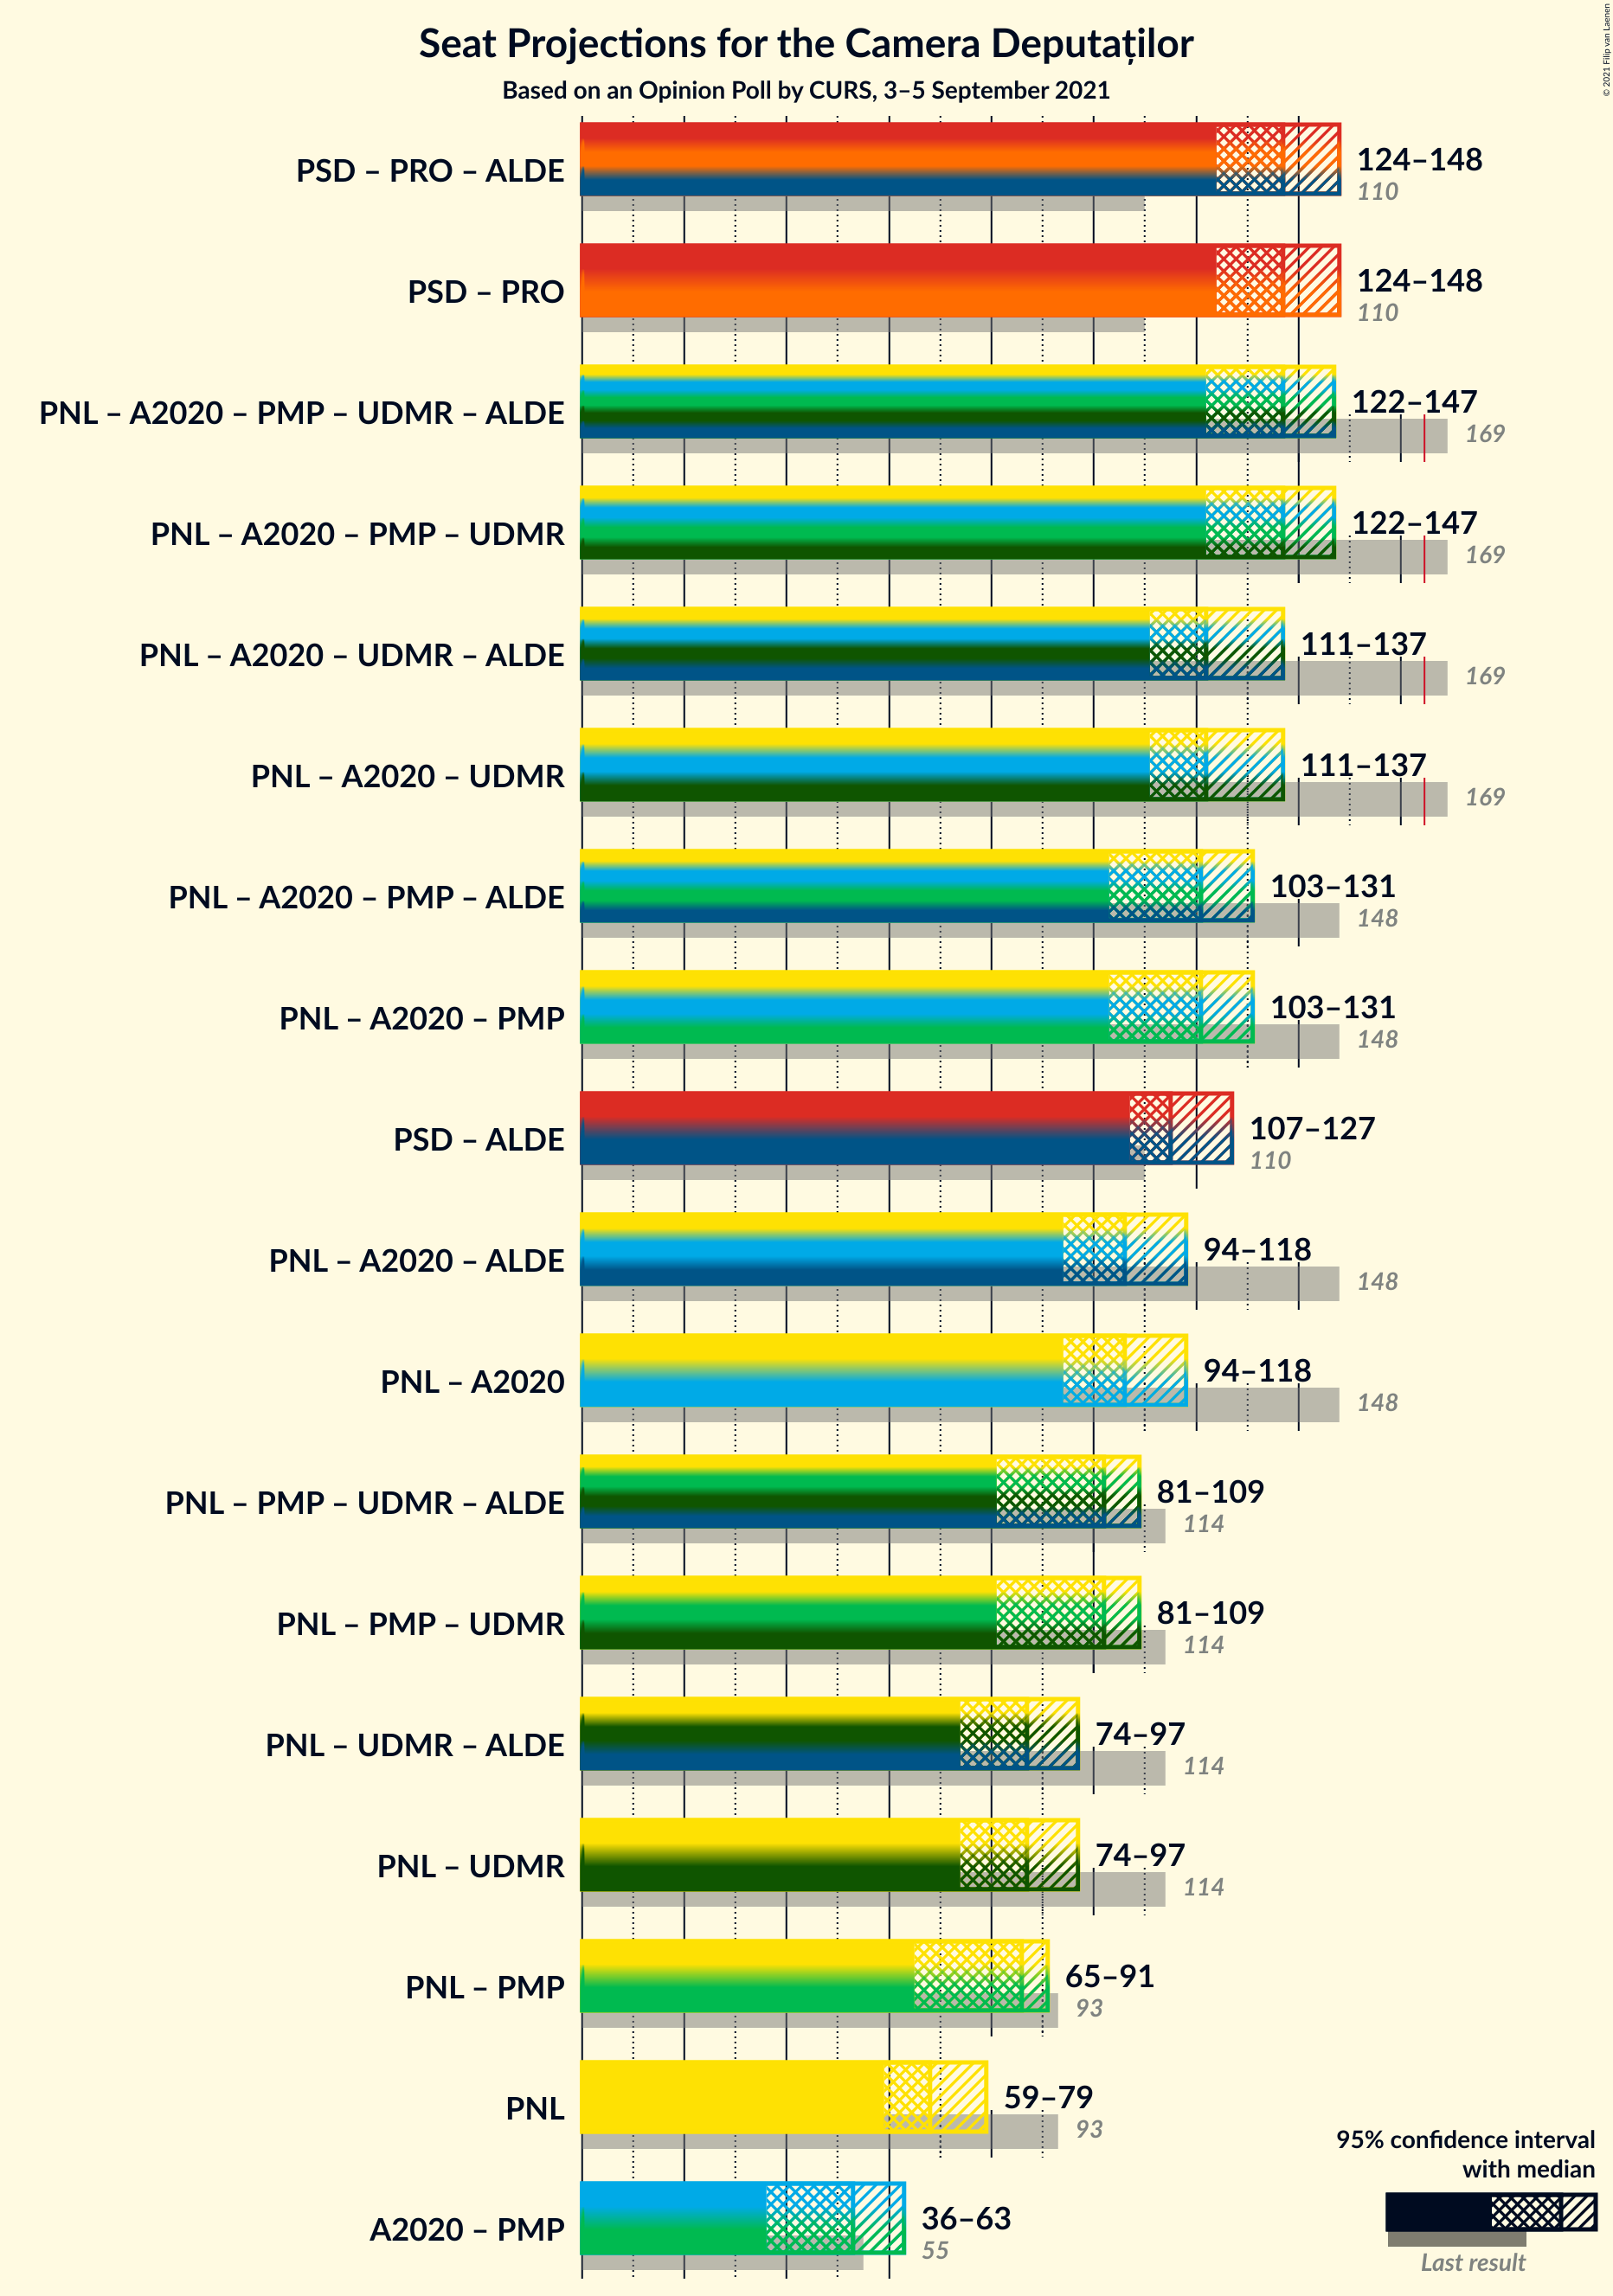 Seat Projections for the Camera Deputaților
Based on an Opinion Poll by CURS, 3–5 September 2021
© 2021 Filip van Laenen
PSD – PRO – ALDE
124–148
110
PSD – PRO
124–148
110
PNL – A2020 – PMP – UDMR – ALDE
122–147
169
PNL – A2020 – PMP – UDMR
122–147
169
PNL – A2020 – UDMR – ALDE
111–137
169
PNL – A2020 – UDMR
111–137
169
PNL – A2020 – PMP – ALDE
103–131
148
PNL – A2020 – PMP
103–131
148
PSD – ALDE
107–127
110
PNL – A2020 – ALDE
94–118
148
PNL – A2020
94–118
148
PNL – PMP – UDMR – ALDE
81–109
114
PNL – PMP – UDMR
81–109
114
PNL – UDMR – ALDE
74–97
114
PNL – UDMR
74–97
114
PNL – PMP
65–91
93
PNL
59–79
93
A2020 – PMP
36–63
55
95% confidence interval
with median
Last result